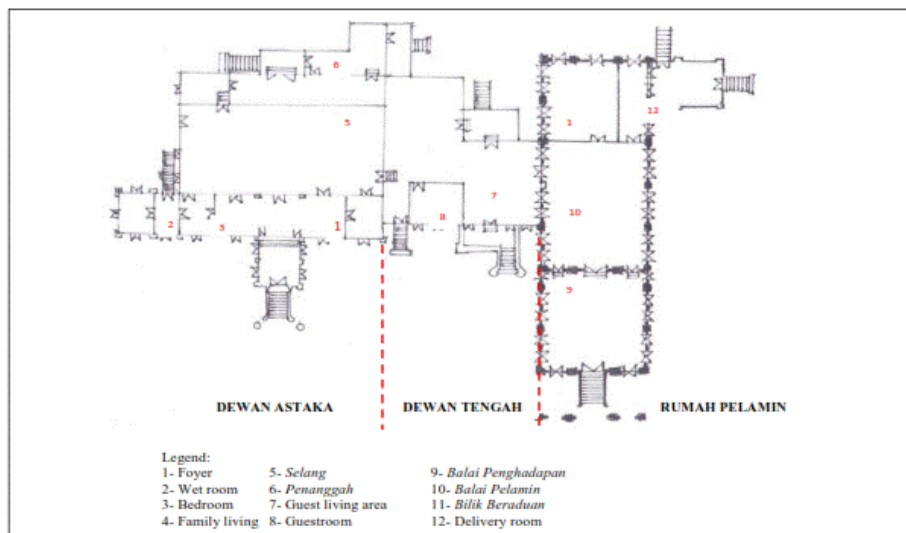 6
5
1
12
7
8
10
2
3
1
9
DEWAN ASTAKA DEWAN TENGAH RUMAH PELAMIN
Legend:
1- Foyer 5- Selang 9- Balai Penghadapan
2- Wet room 6- Penanggah 10- Balai Pelamin
3- Bedroom 7- Guest living area 11- Bilik Beraduan
4- Family living 8- Guestroom 12- Delivery room